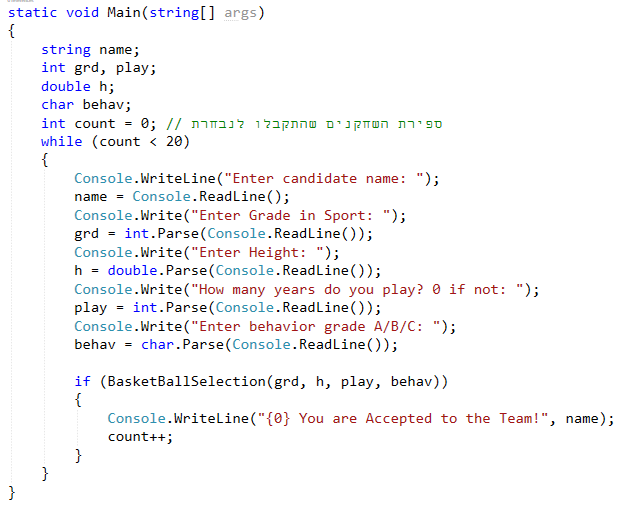 static void Main(string[] args)
{
string name;
int grd, play;
double h;
char behav;
int count = 0; // ספירת השחקנים שהתקבלו לנבחרת
while (count < 20)
{
Console.WriteLine("Enter candidate name: ");
name = Console.ReadLine();
Console.Write("Enter Grade in Sport: ");
grd = int.Parse(Console.ReadLine());
Console.Write("Enter Height: ");
h = double.Parse(Console.ReadLine());
Console.Write("How many years do you play? 0 if not: ");
play = int.Parse(Console.ReadLine());
Console.Write("Enter behavior grade A/B/C: ");
behav = char.Parse(Console.ReadLine());
if (BasketBallSelection(grd, h, play, behav))
{
Console.WriteLine("{0} You are Accepted to the Team!", name);
count++;
}
}
}